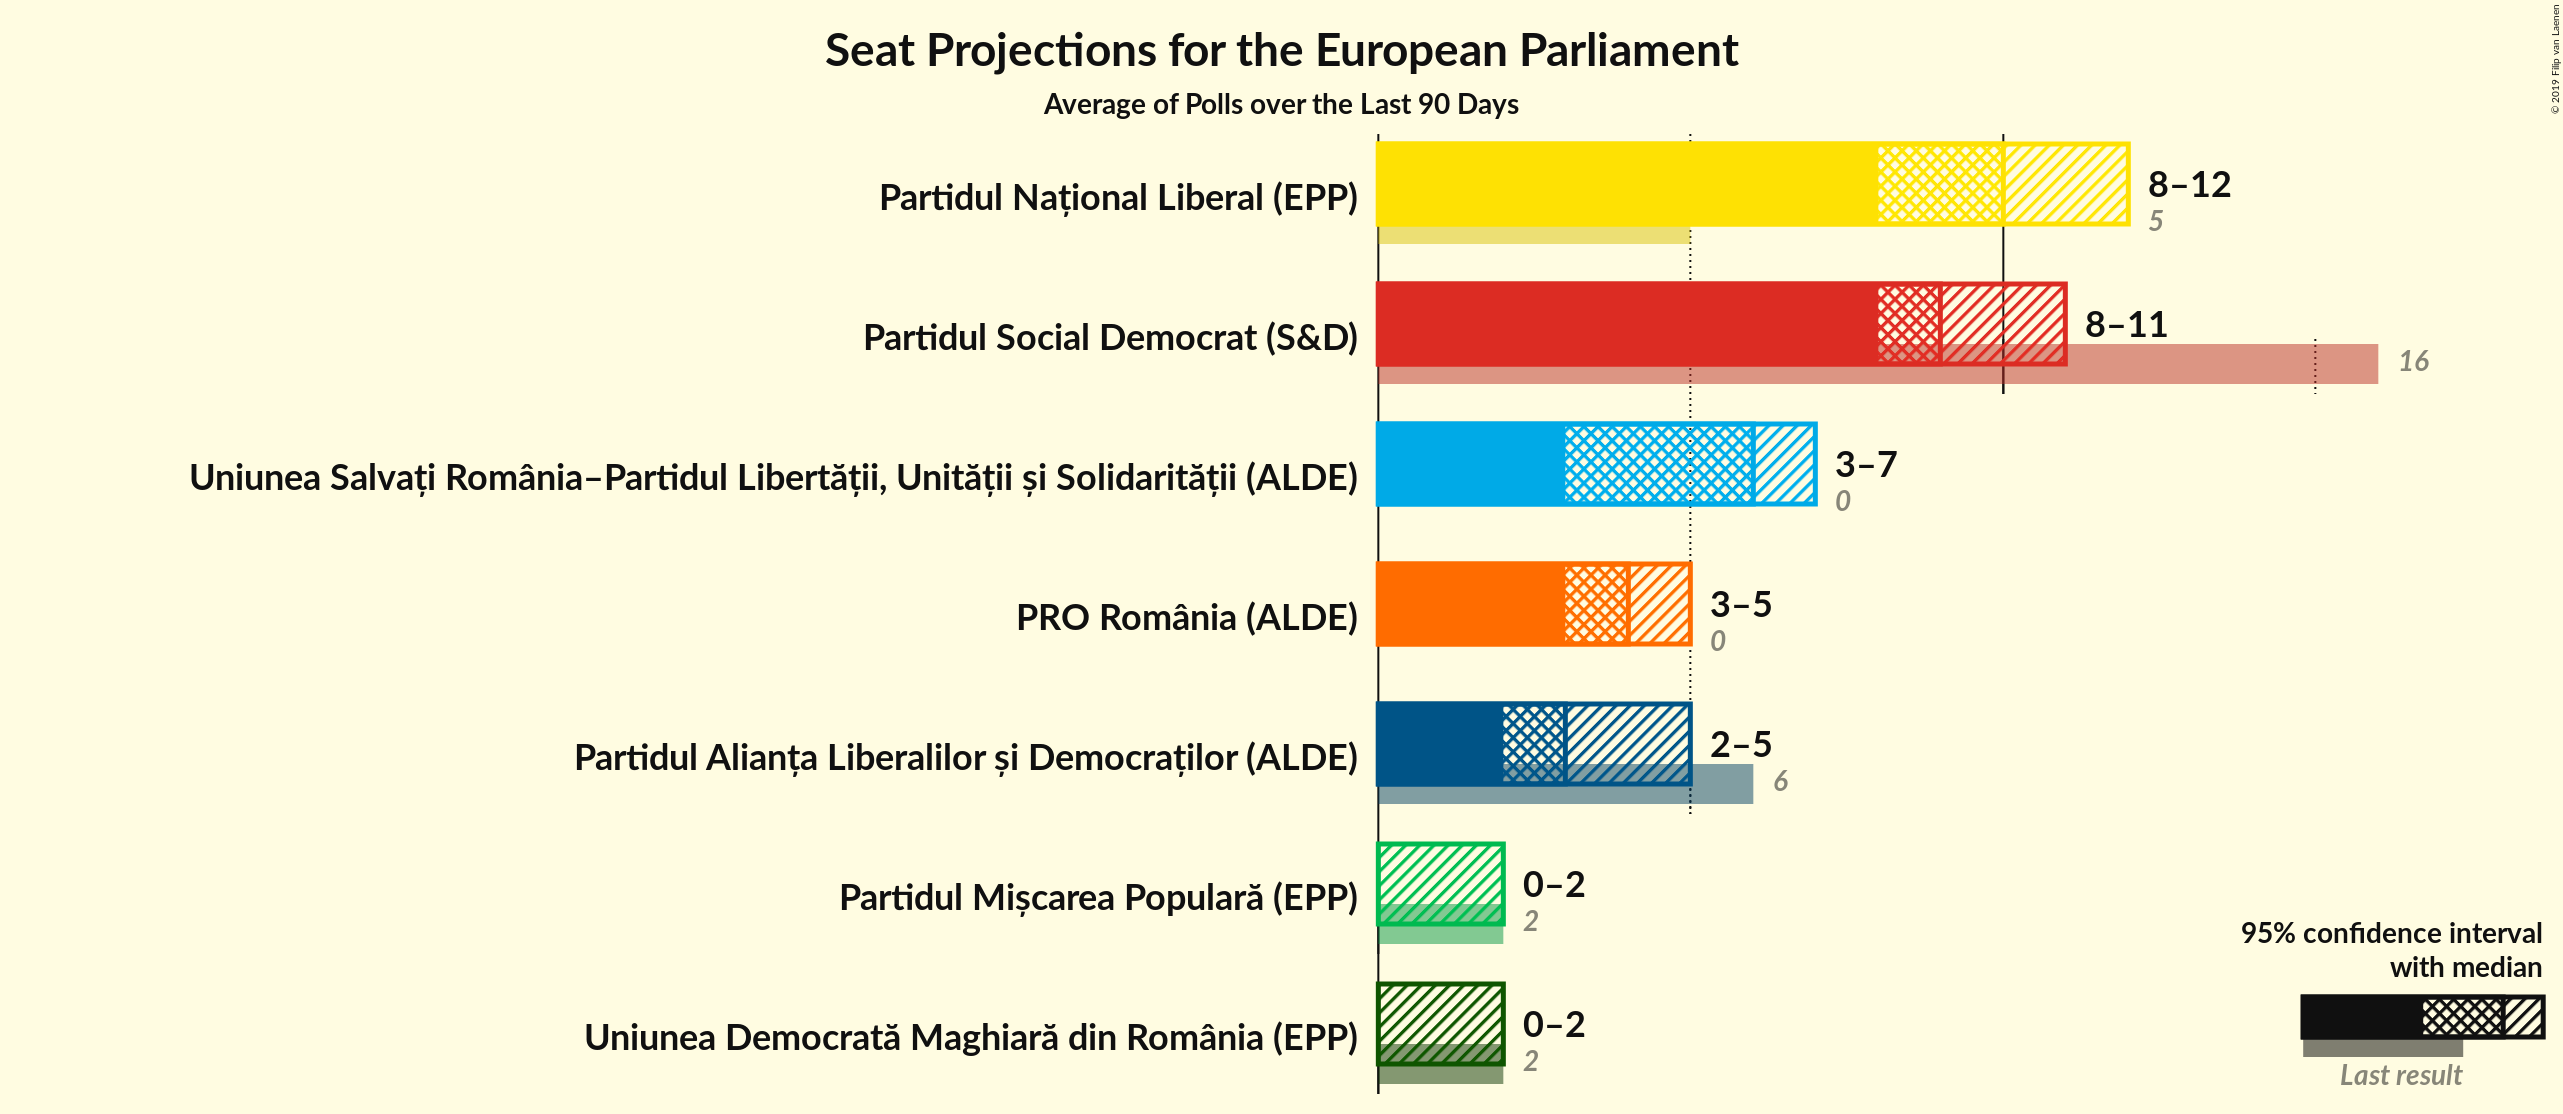 Seat Projections for the European Parliament
Average of Polls over the Last 90 Days
© 2019 Filip van Laenen
Partidul Național Liberal (EPP)
8–12
5
Partidul Social Democrat (S&D)
8–11
16
Uniunea Salvați România–Partidul Libertății, Unității și Solidarității (ALDE)
3–7
0
PRO România (ALDE)
3–5
0
Partidul Alianța Liberalilor și Democraților (ALDE)
2–5
6
Partidul Mișcarea Populară (EPP)
0–2
2
Uniunea Democrată Maghiară din România (EPP)
0–2
2
95% confidence interval
with median
Last result